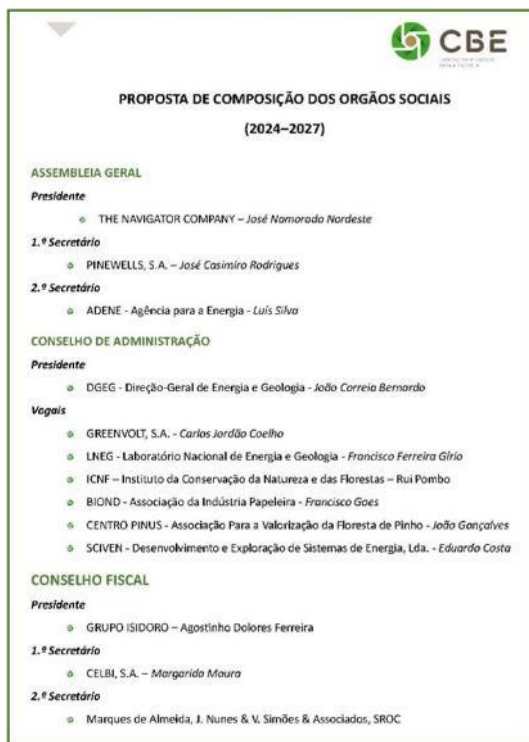 CBE
PROPOSTA DE COMPOSIÇÃO DOS ORGÃOS SOCIAIS
(2024–2027)
ASSEMBLEIA GERAL
Presidente
THE NAVIGATOR COMPANY – José Namorado Nordeste
1.º Secretário
PINEWELLS, S.A. – José Casimiro Rodrigues
2.º Secretário
ADENE - Agência para a Energia - Luís Silva
CONSELHO DE ADMINISTRAÇÃO
Presidente
DGEG - Direção-Geral de Energia e Geologia - João Correia Bernardo
Vogais
GREENVOLT, S.A. - Carlos Jordão Coelho
LNEG - Laboratório Nacional de Energia e Geologia - Francisco Ferreira Gírio
ICNF – Instituto da Conservação da Natureza e das Florestas – Rui Pombo
BIOND - Associação da Indústria Papeleira - Francisco Goes
CENTRO PINUS - Associação Para a Valorização da Floresta de Pinho - João Gonçalves
SCIVEN - Desenvolvimento e Exploração de Sistemas de Energia, Lda. - Eduardo Costa
CONSELHO FISCAL
Presidente
GRUPO ISIDORO – Agostinho Dolores Ferreira
1.º Secretário
CELBI, S.A. – Margarida Moura
2.º Secretário
Marques de Almeida, J. Nunes & V. Simões & Associados, SROC